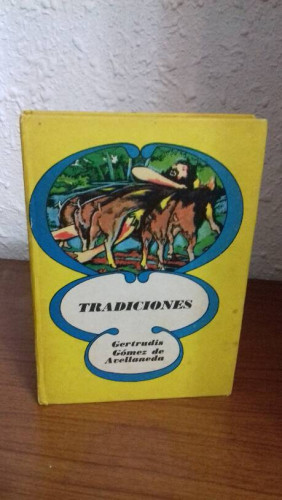 TRADICIONES
Gertrudis
Gómez de
Avellaneda